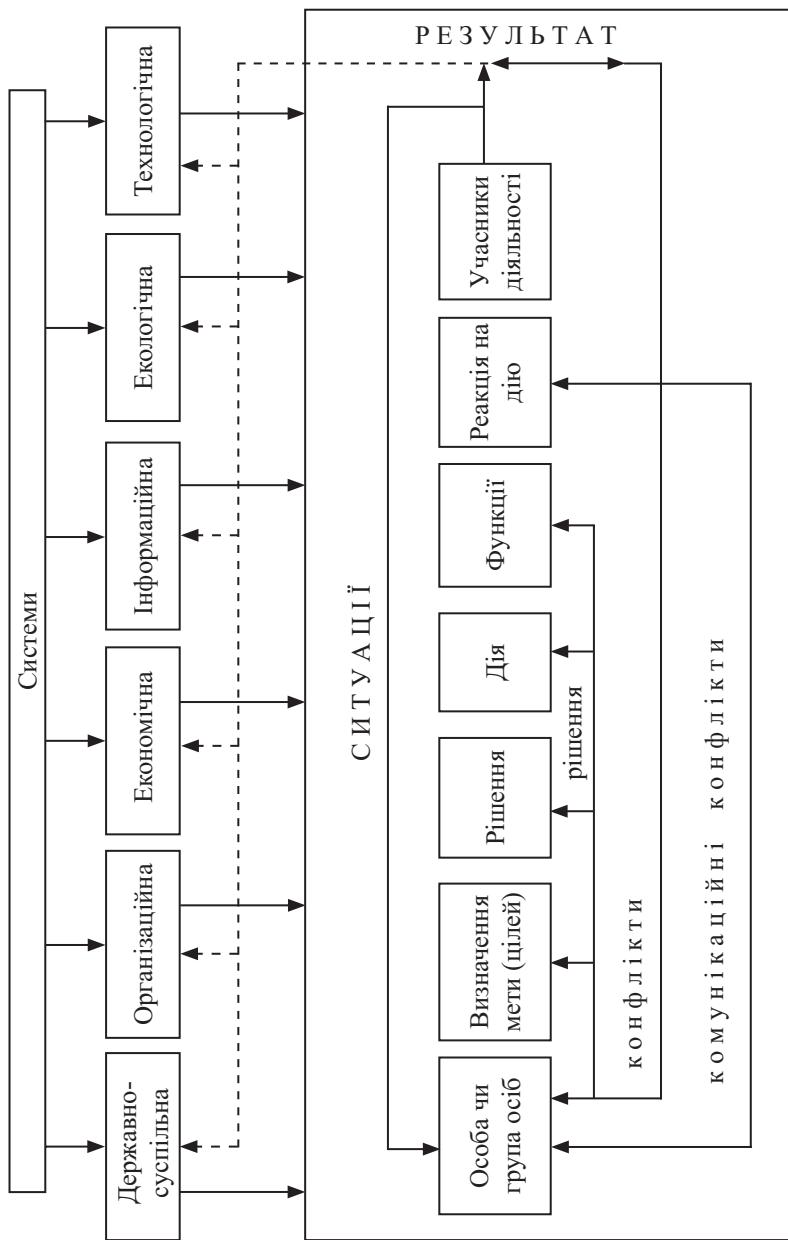 Системи
Державно-
суспільна
Організаційна
Економічна
Інформаційна
Екологічна
Технологічна
РЕЗУЛЬТАТ
СИТУАЦІЇ
Особа чи
група осіб
Визначення
мети (цілей)
Рішення
Дія
Функції
Реакція на
дію
Учасники
діяльності
рішення
конфлікти
комунікаційні конфлікти